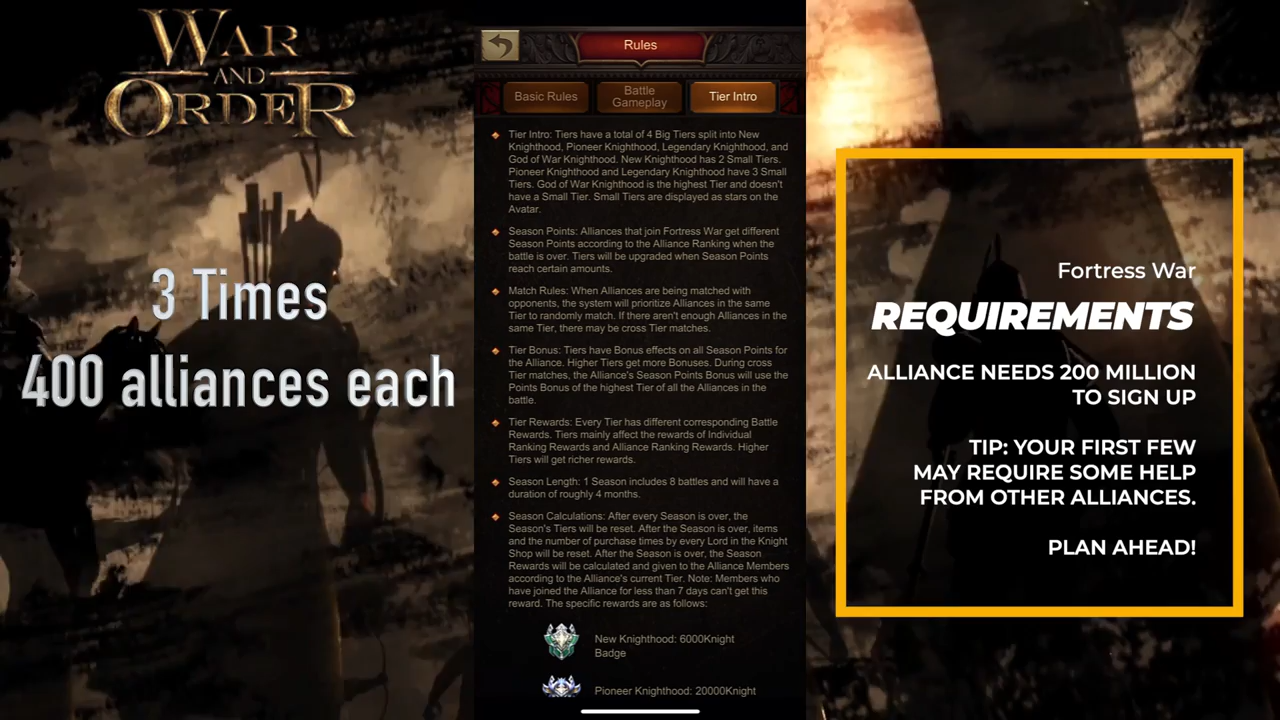 WAR
AND
ORDER
3 Times
400 alliances each
Rules
Basic Rules
Battle
Gameplay
Tier Intro
Tier Intro: Tiers have a total of 4 Big Tiers split into New
Knighthood, Pioneer Knighthood, Legendary Knighthood, and
God of War Knighthood. New Knighthood has 2 Small Tiers.
Pioneer Knighthood and Legendary Knighthood have 3 Small
Tiers. God of War Knighthood is the highest Tier and doesn't
have a Small Tier. Small Tiers are displayed as stars on the
Avatar.
Season Points: Alliances that join Fortress War get different
Season Points according to the Alliance Ranking when the
battle is over. Tiers will be upgraded when Season Points
reach certain amounts.
Match Rules: When Alliances are being matched with
opponents, the system will prioritize Alliances in the same
Tier to randomly match. If there aren't enough Alliances in the
same Tier, there may be cross Tier matches.
Tier Bonus: Tiers have Bonus effects on all Season Points for
the Alliance. Higher Tiers get more Bonuses. During cross
Tier matches, the Alliance's Season Points Bonus will use the
Points Bonus of the highest Tier of all the Alliances in the
battle.
Tier Rewards: Every Tier has different corresponding Battle
Rewards. Tiers mainly affect the rewards of Individual
Ranking Rewards and Alliance Ranking Rewards. Higher
Tiers will get richer rewards.
Season Length: 1 Season includes 8 battles and will have a
duration of roughly 4 months.
Season Calculations: After every Season is over, the
Season's Tiers will be reset. After the Season is over, items
and the number of purchase times by every Lord in the Knight
Shop will be reset. After the Season is over, the Season
Rewards will be calculated and given to the Alliance Members
according to the Alliance's current Tier. Note: Members who
have joined the Alliance for less than 7 days can't get this
reward. The specific rewards are as follows:
New Knighthood: 6000Knight
Badge
Pioneer Knighthood: 20000Knight
Fortress War
REQUIREMENTS
ALLIANCE NEEDS 200 MILLION
TO SIGN UP
TIP: YOUR FIRST FEW
MAY REQUIRE SOME HELP
FROM OTHER ALLIANCES.
PLAN AHEAD!